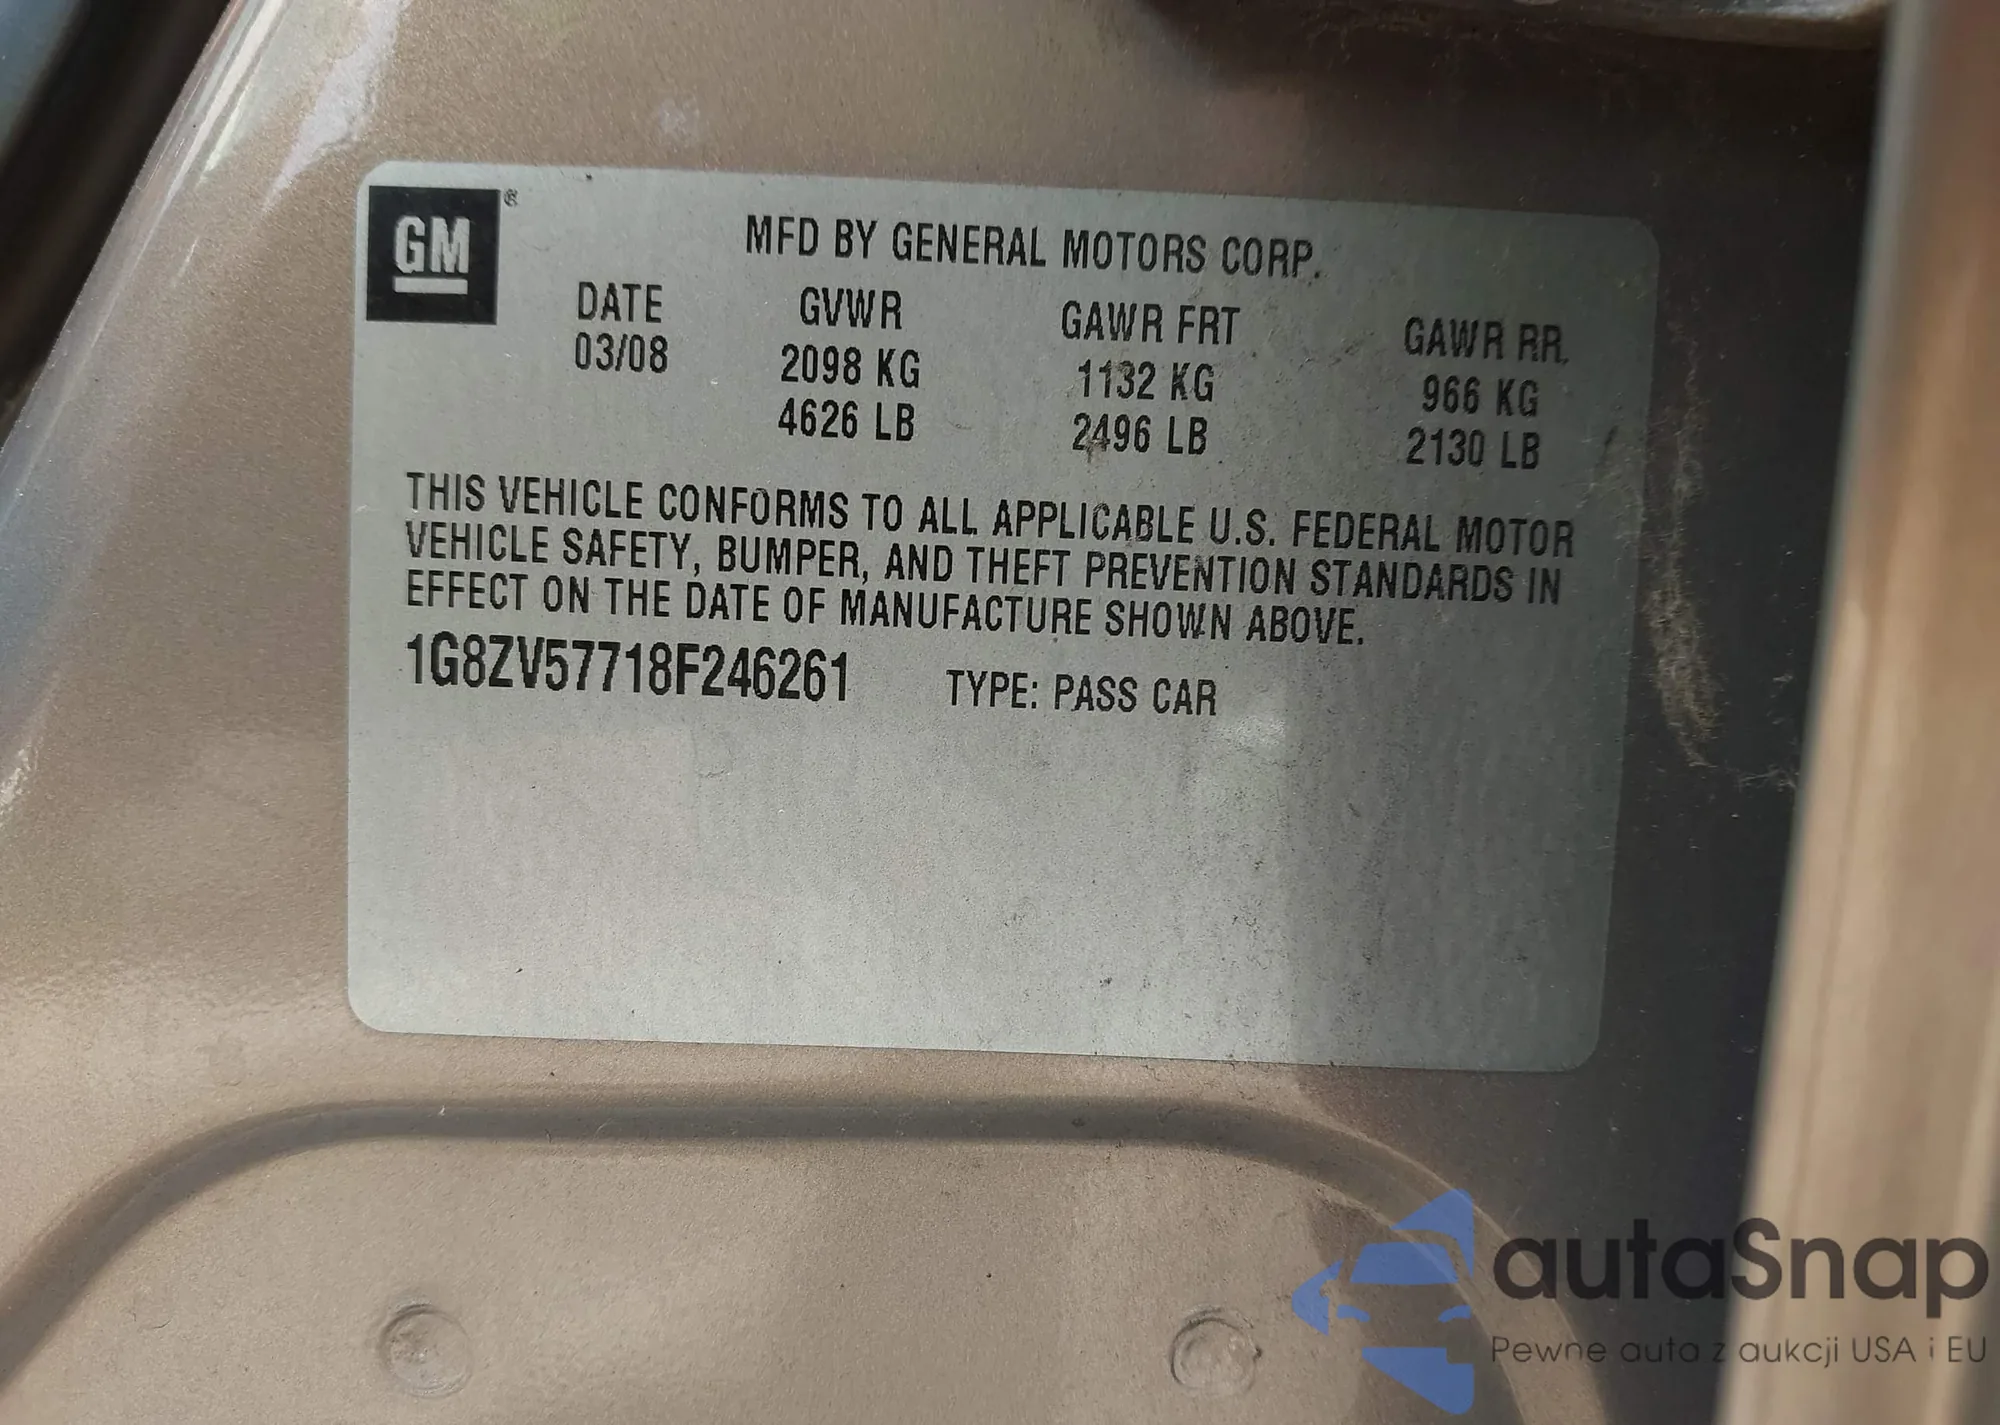 GM ®
MFD BY GENERAL MOTORS CORP.
DATE GVWR GAWR FRT GAWR RR.
03/08 2098 KG 1132 KG 966 KG
4626 LB 2496 LB 2130 LB
THIS VEHICLE CONFORMS TO ALL APPLICABLE U.S. FEDERAL MOTOR
VEHICLE SAFETY, BUMPER, AND THEFT PREVENTION STANDARDS IN
EFFECT ON THE DATE OF MANUFACTURE SHOWN ABOVE.
1G8ZV57718F246261 TYPE: PASS CAR
autaSnap
Pewne auta z aukcji USA i EU